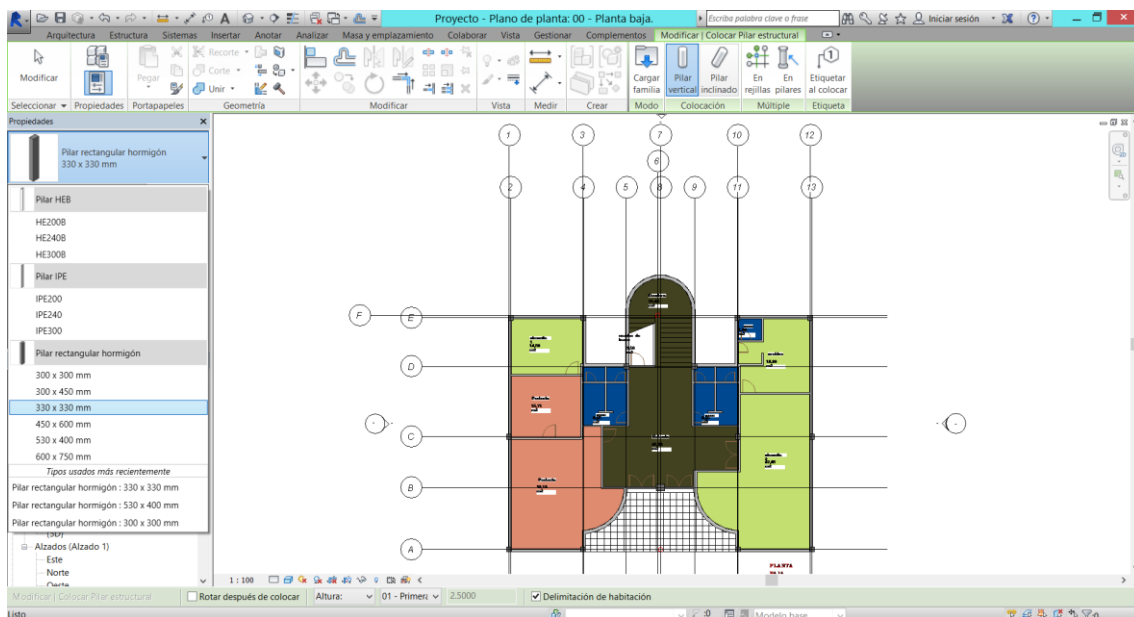 Proyecto - Plano de planta: 00 - Planta baja.
Escriba palabra clave o frase
Iniciar sesión
Arquitectura Estructura Sistemas Insertar Anotar Analizar Masa y emplazamiento Colaborar Vista Gestionar Complementos Modificar | Colocar Pilar estructural
Modificar
Pegar
Recorte
Corte
Unir
Cargar familia
Pilar vertical
Pilar inclinado
En rejillas
En pilares
Etiquetar al colocar
Seleccionar Propiedades Portapapeles Geometría Modificar Vista Medir Crear Modo Colocación Múltiple Etiqueta
Propiedades
Pilar rectangular hormigón
330 x 330 mm
Pilar HEB
HE200B
HE240B
HE300B
Pilar IPE
IPE200
IPE240
IPE300
Pilar rectangular hormigón
300 x 300 mm
300 x 450 mm
330 x 330 mm
450 x 600 mm
530 x 400 mm
600 x 750 mm
Tipos usados más recientemente
Pilar rectangular hormigón : 330 x 330 mm
Pilar rectangular hormigón : 530 x 400 mm
Pilar rectangular hormigón : 300 x 300 mm
(3D)
Alzados (Alzado 1)
Este
Norte
Oeste
1 3 7 10 12
6
2 4 5 8 9 11 13
F E
D
C
B
A
PLANTA
1 : 100
Modificar | Colocar Pilar estructural
Rotar después de colocar
Altura:
01 - Primera
2.5000
Delimitación de habitación
Listo
:0
Modelo base